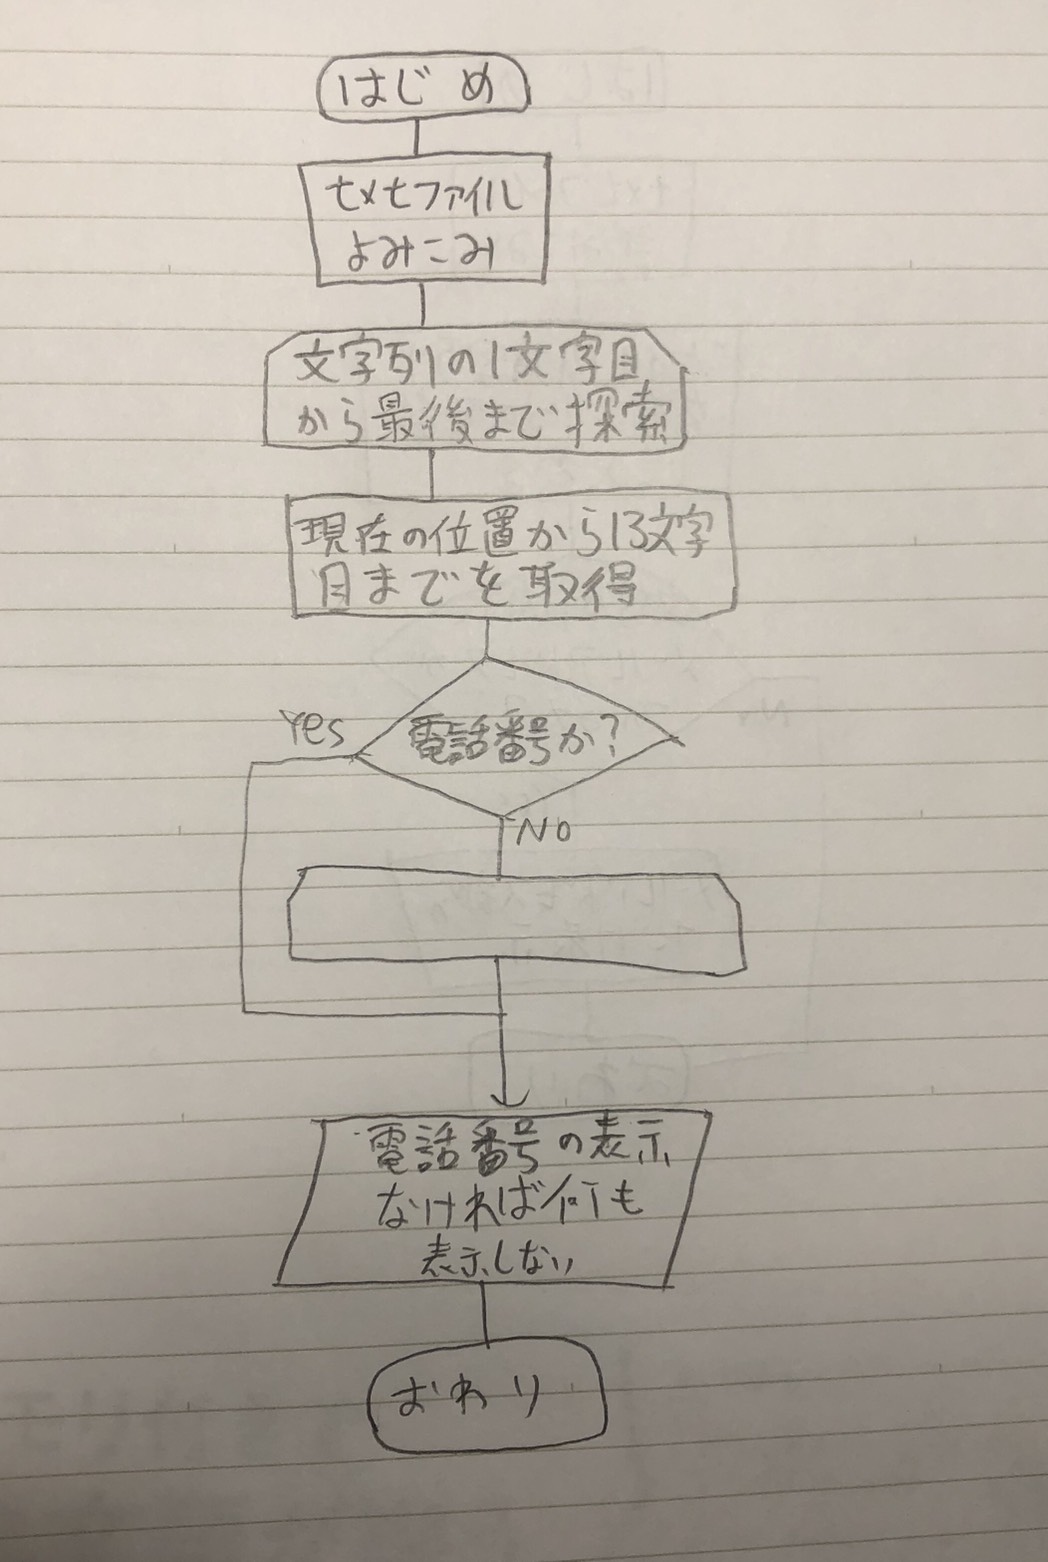 はじめ
txtファイル
よみこみ
文字列の1文字目
から最後まで探索
現在の位置から13文字
目までを取得
電話番号か?
Yes
No
電話番号の表示
なければ何も
表示しない
おわり